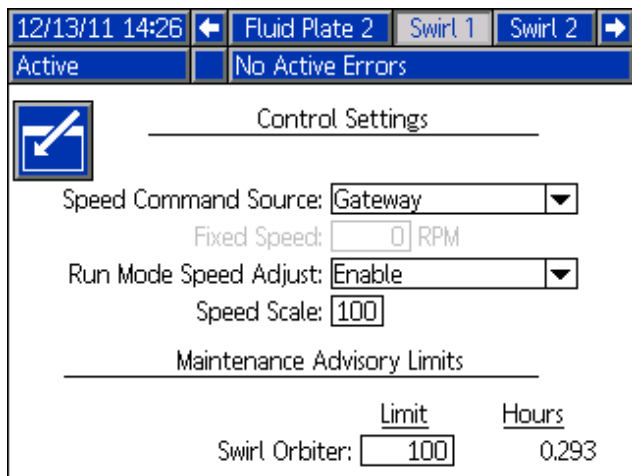 12/13/11 14:26 Fluid Plate 2 Swirl 1 Swirl 2
Active No Active Errors
Control Settings
Speed Command Source: Gateway
Fixed Speed: 0 RPM
Run Mode Speed Adjust: Enable
Speed Scale: 100
Maintenance Advisory Limits
Limit Hours
Swirl Orbiter: 100 0.293